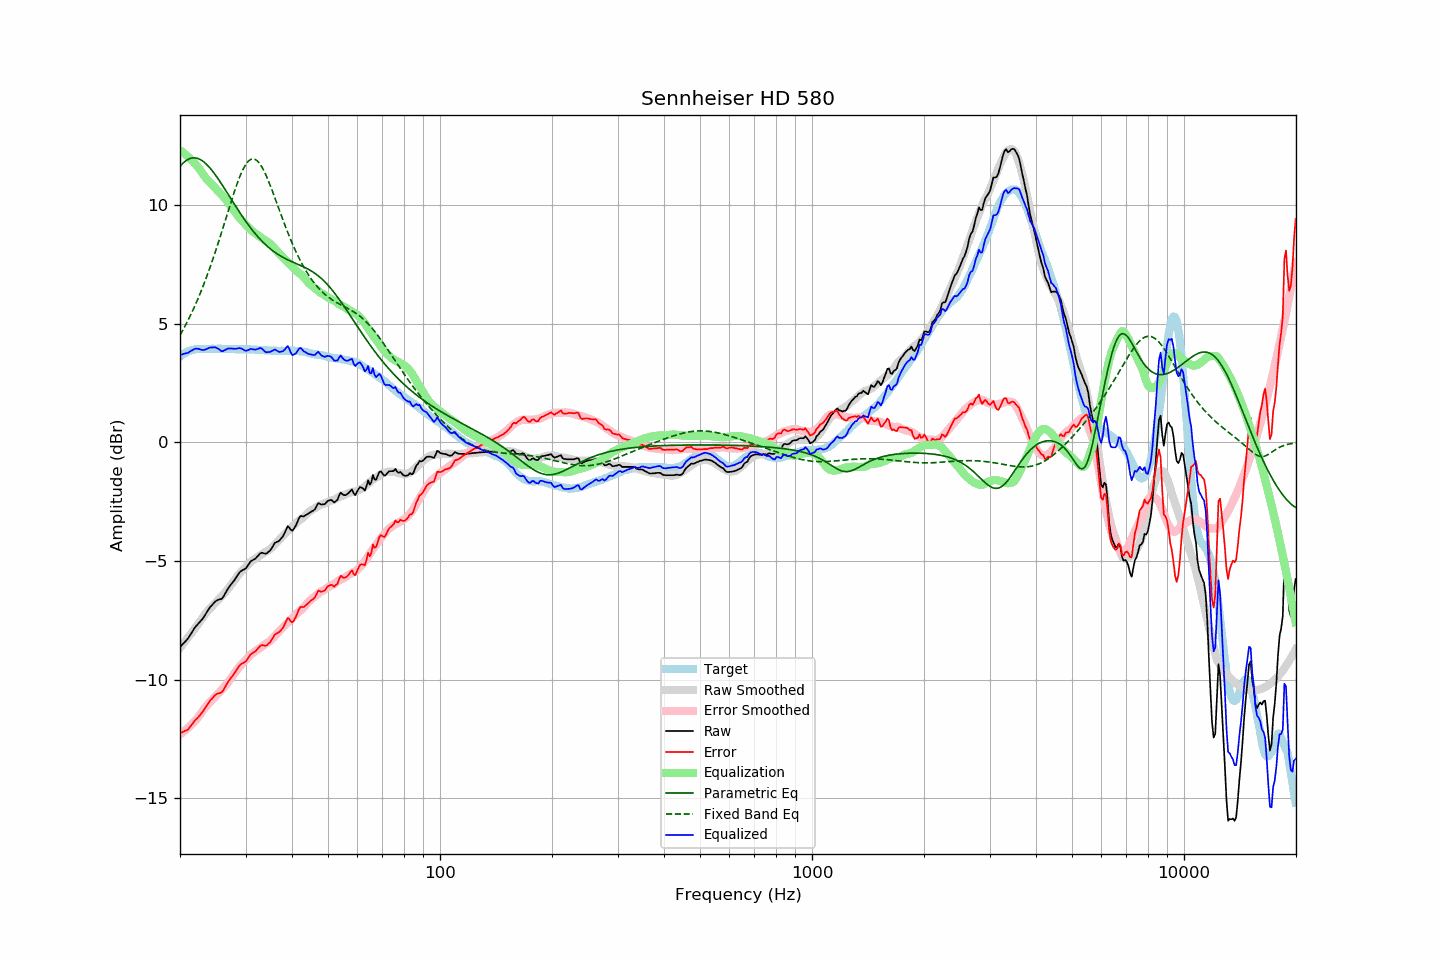 Sennheiser HD 580
Amplitude (dBr)
10
5
0
−5
−10
−15
Target
Raw Smoothed
Error Smoothed
Raw
Error
Equalization
Parametric Eq
Fixed Band Eq
Equalized
100
1000
10000
Frequency (Hz)